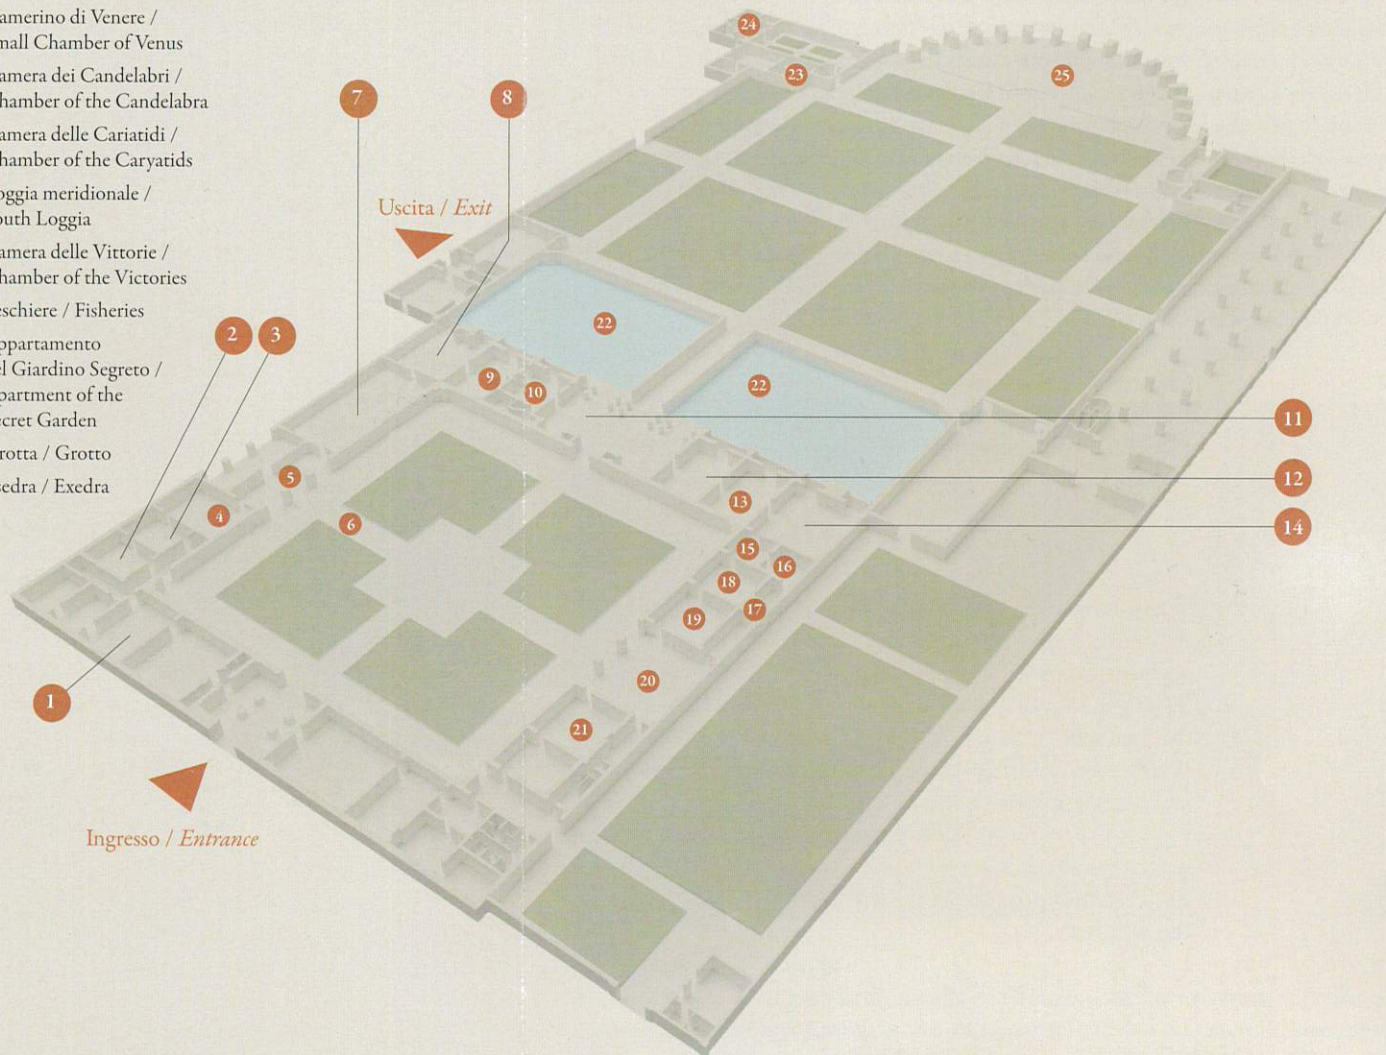 amerino di Venere /
mall Chamber of Venus
amera dei Candelabri /
hamber of the Candelabra
amera delle Cariatidi /
hamber of the Caryatids
oggia meridionale /
outh Loggia
amera delle Vittorie /
hamber of the Victories
eschiere / Fisheries
ppartamento
el Giardino Segreto /
partment of the
ecret Garden
rotta / Grotto
sedra / Exedra
24
23
25
7
8
Uscita / Exit
2
3
22
22
9
10
11
5
12
4
6
13
14
15
16
18
17
19
20
1
21
Ingresso / Entrance